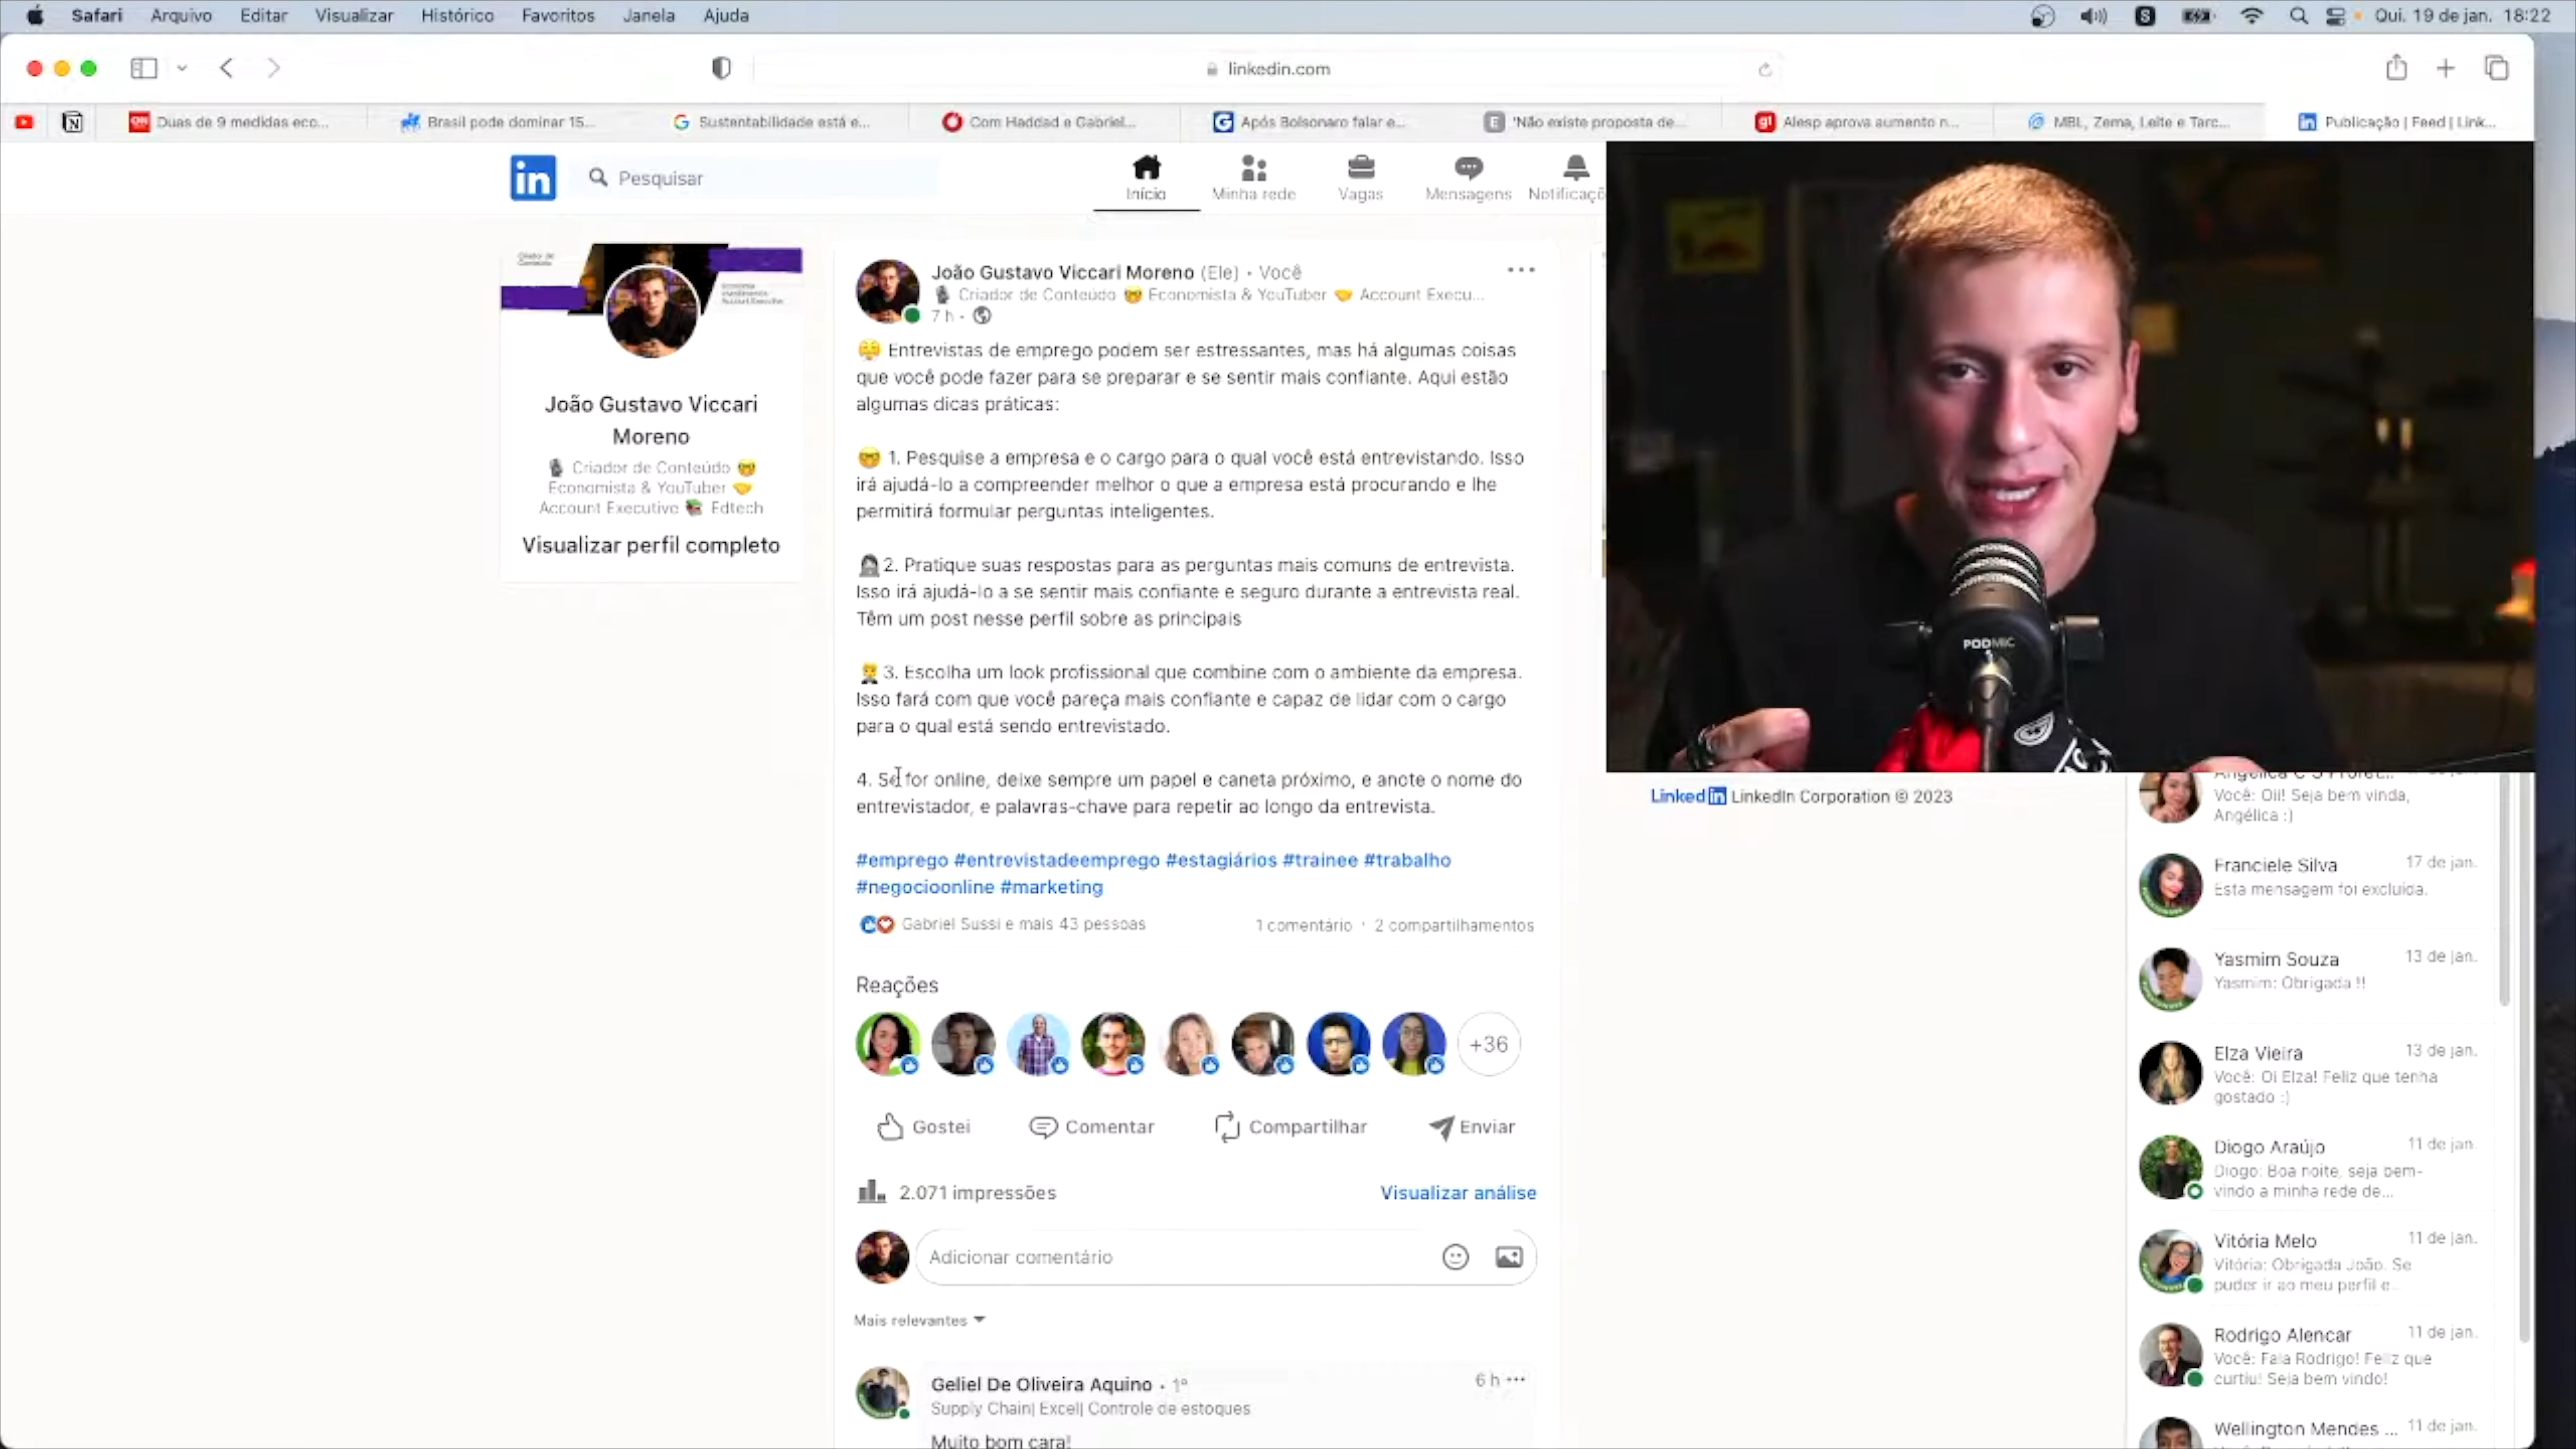 Safari Arquivo Editar Visualizar Histórico Favoritos Janela Ajuda
Qui. 19 de jan. 18:22
linkedin.com
Duas de 9 medidas eco...
Brasil pode dominar 15...
Sustentabilidade está e...
Com Haddad e Gabriel...
Após Bolsonaro falar e...
'Não existe proposta de...
Alesp aprova aumento n...
MBL, Zema, Leite e Tarc...
Publicação | Feed | Link...
in
Pesquisar
Início
Minha rede
Vagas
Mensagens
Notificaçõ
João Gustavo Viccari
Moreno
Criador de Conteúdo
Economista & YouTuber
Account Executive Edtech
Visualizar perfil completo
João Gustavo Viccari Moreno (Ele) • Você
Criador de Conteúdo Economista & YouTuber Account Execu...
7 h •
Entrevistas de emprego podem ser estressantes, mas há algumas coisas
que você pode fazer para se preparar e se sentir mais confiante. Aqui estão
algumas dicas práticas:
1. Pesquise a empresa e o cargo para o qual você está entrevistando. Isso
irá ajudá-lo a compreender melhor o que a empresa está procurando e lhe
permitirá formular perguntas inteligentes.
2. Pratique suas respostas para as perguntas mais comuns de entrevista.
Isso irá ajudá-lo a se sentir mais confiante e seguro durante a entrevista real.
Têm um post nesse perfil sobre as principais
3. Escolha um look profissional que combine com o ambiente da empresa.
Isso fará com que você pareça mais confiante e capaz de lidar com o cargo
para o qual está sendo entrevistado.
4. Se for online, deixe sempre um papel e caneta próximo, e anote o nome do
entrevistador, e palavras-chave para repetir ao longo da entrevista.
#emprego #entrevistadeemprego #estagiários #trainee #trabalho
#negocioonline #marketing
Gabriel Sussi e mais 43 pessoas
1 comentário • 2 compartilhamentos
Reações
+36
Gostei
Comentar
Compartilhar
Enviar
2.071 impressões
Visualizar análise
Adicionar comentário
Mais relevantes
Geliel De Oliveira Aquino • 1º
6 h
Supply Chain| Excel| Controle de estoques
Muito bom cara!
PODMIC
LinkedIn LinkedIn Corporation © 2023
Você: Oii! Seja bem vinda,
Angélica :)
Franciele Silva 17 de jan.
Esta mensagem foi excluída.
Yasmim Souza 13 de jan.
Yasmim: Obrigada !!
Elza Vieira 13 de jan.
Você: Oi Elza! Feliz que tenha
gostado :)
Diogo Araújo 11 de jan.
Diogo: Boa noite, seja bem-
vindo a minha rede de...
Vitória Melo 11 de jan.
Vitória: Obrigada João. Se
puder ir ao meu perfil e...
Rodrigo Alencar 11 de jan.
Você: Fala Rodrigo! Feliz que
curtiu! Seja bem vindo!
Wellington Mendes ... 11 de jan.